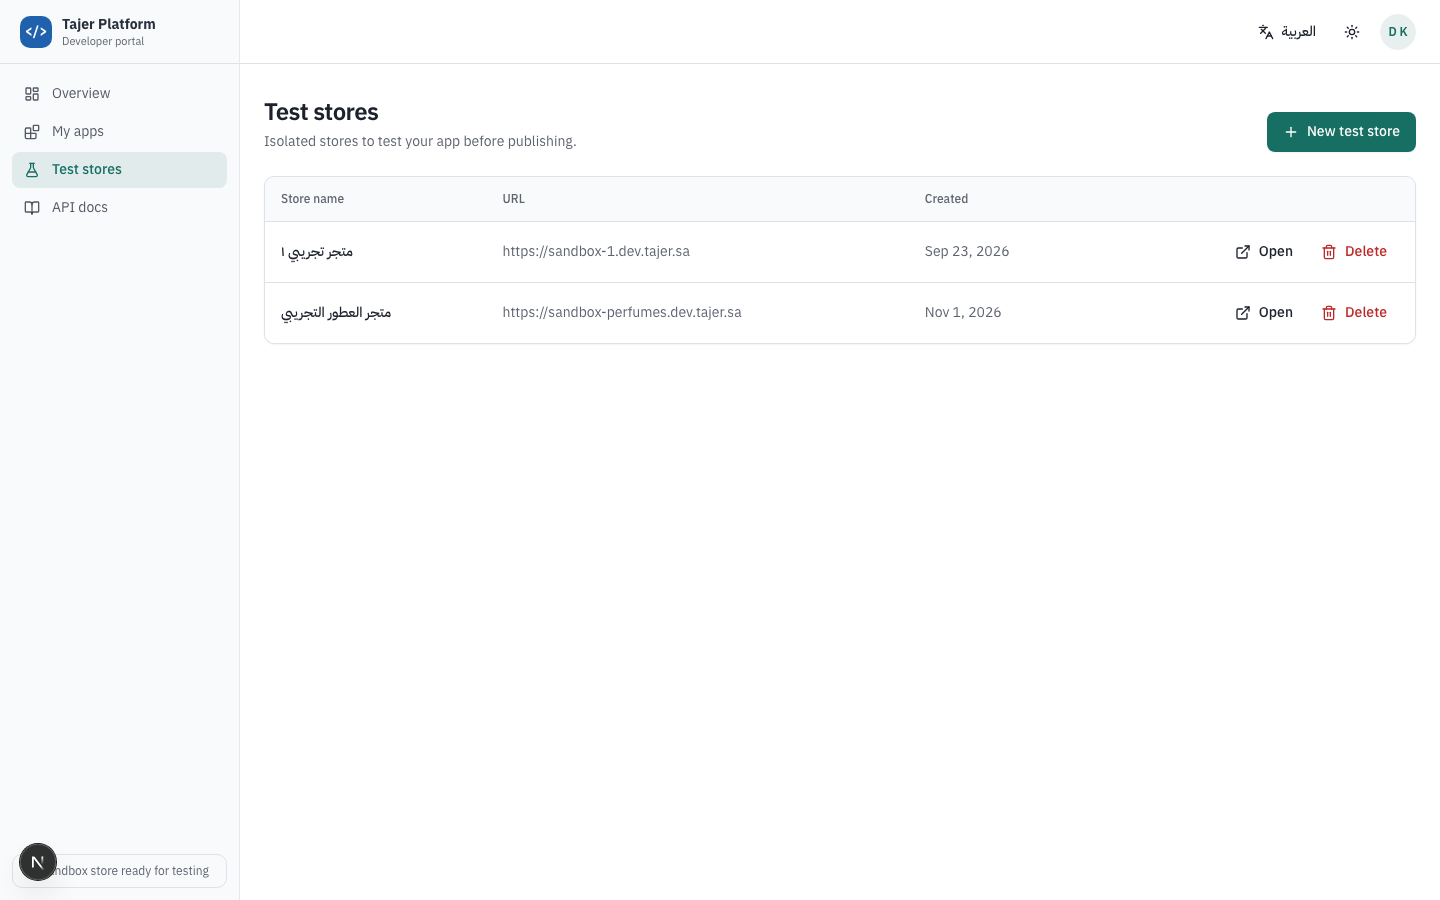 </>
Tajer Platform
Developer portal
العربية
D K
Overview
My apps
Test stores
API docs
Test stores
Isolated stores to test your app before publishing.
New test store
Store name URL Created
متجر تجريبي ١ https://sandbox-1.dev.tajer.sa Sep 23, 2026 Open Delete
متجر العطور التجريبي https://sandbox-perfumes.dev.tajer.sa Nov 1, 2026 Open Delete
N
store ready for testing